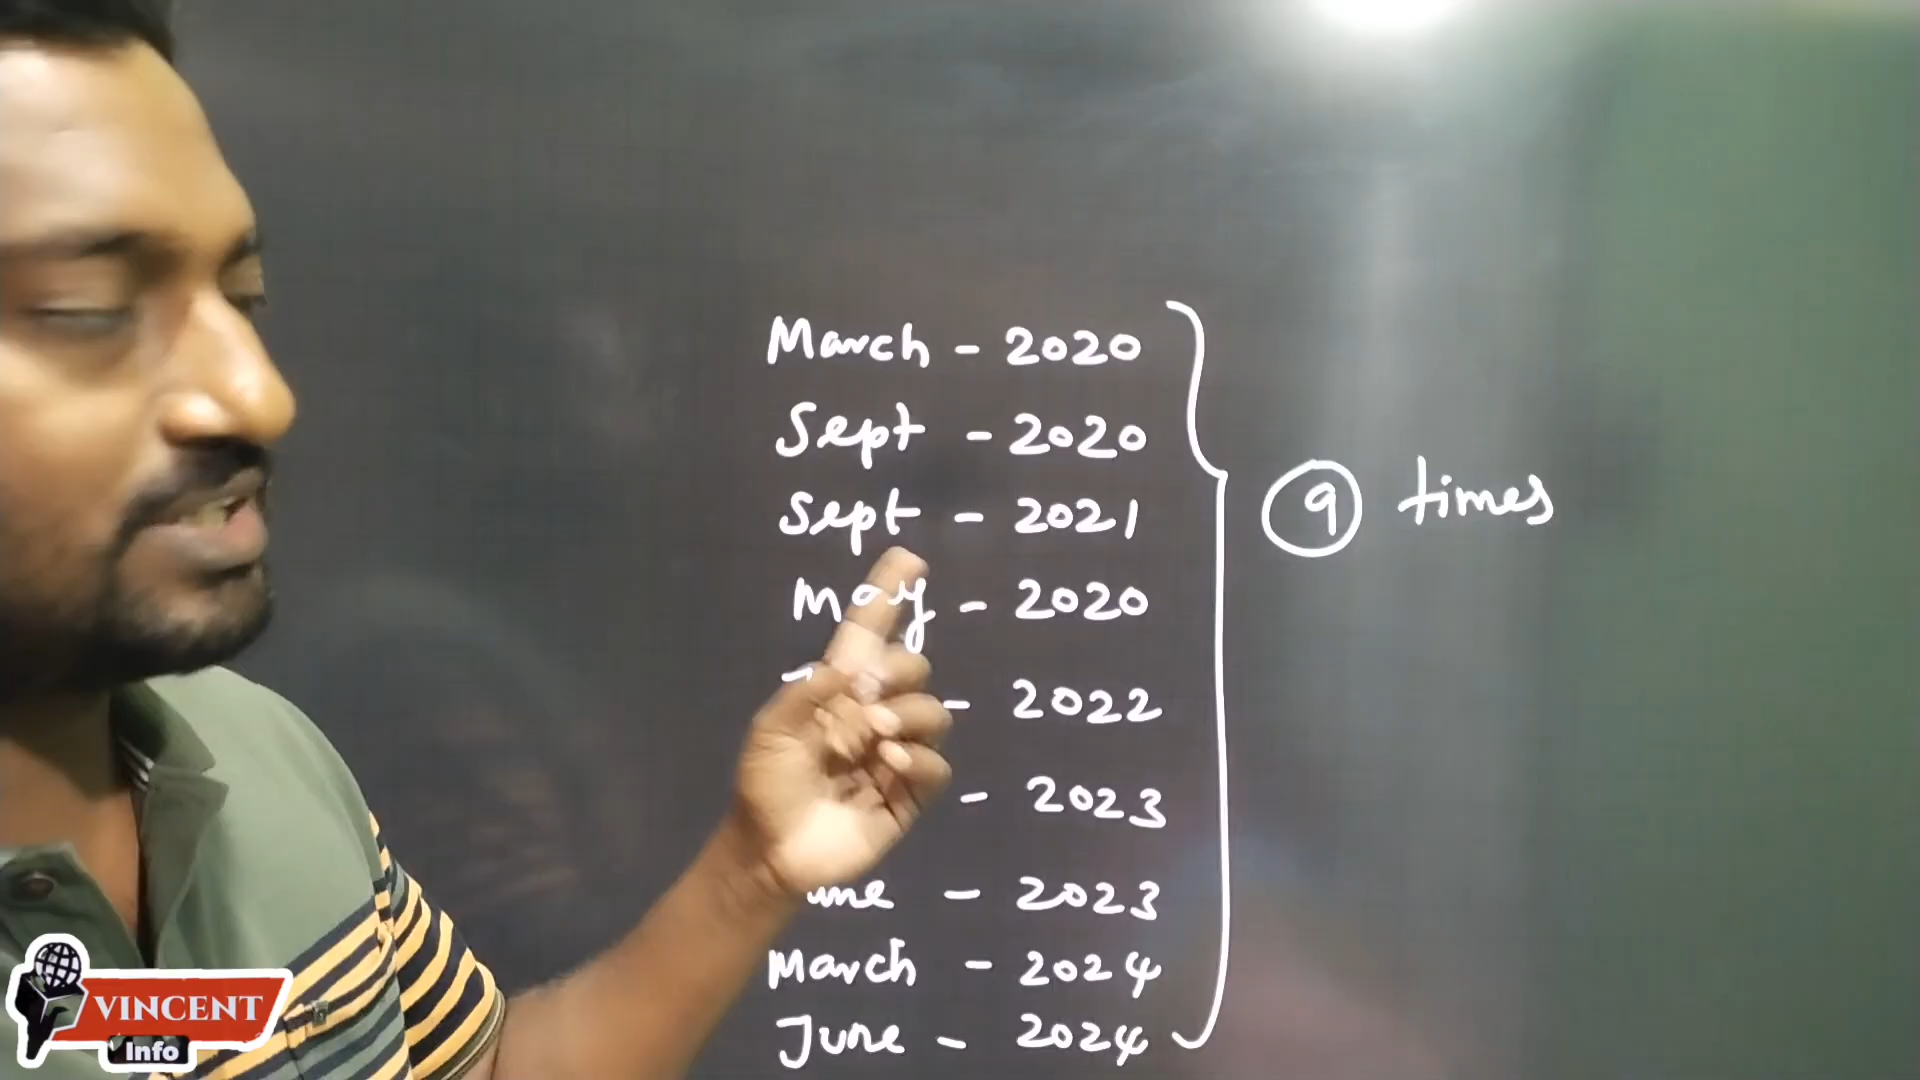 March - 2020
Sept - 2020
Sept - 2021
9 times
May - 2020
- 2022
- 2023
- 2023
March - 2024
June - 2024
VINCENT
Info